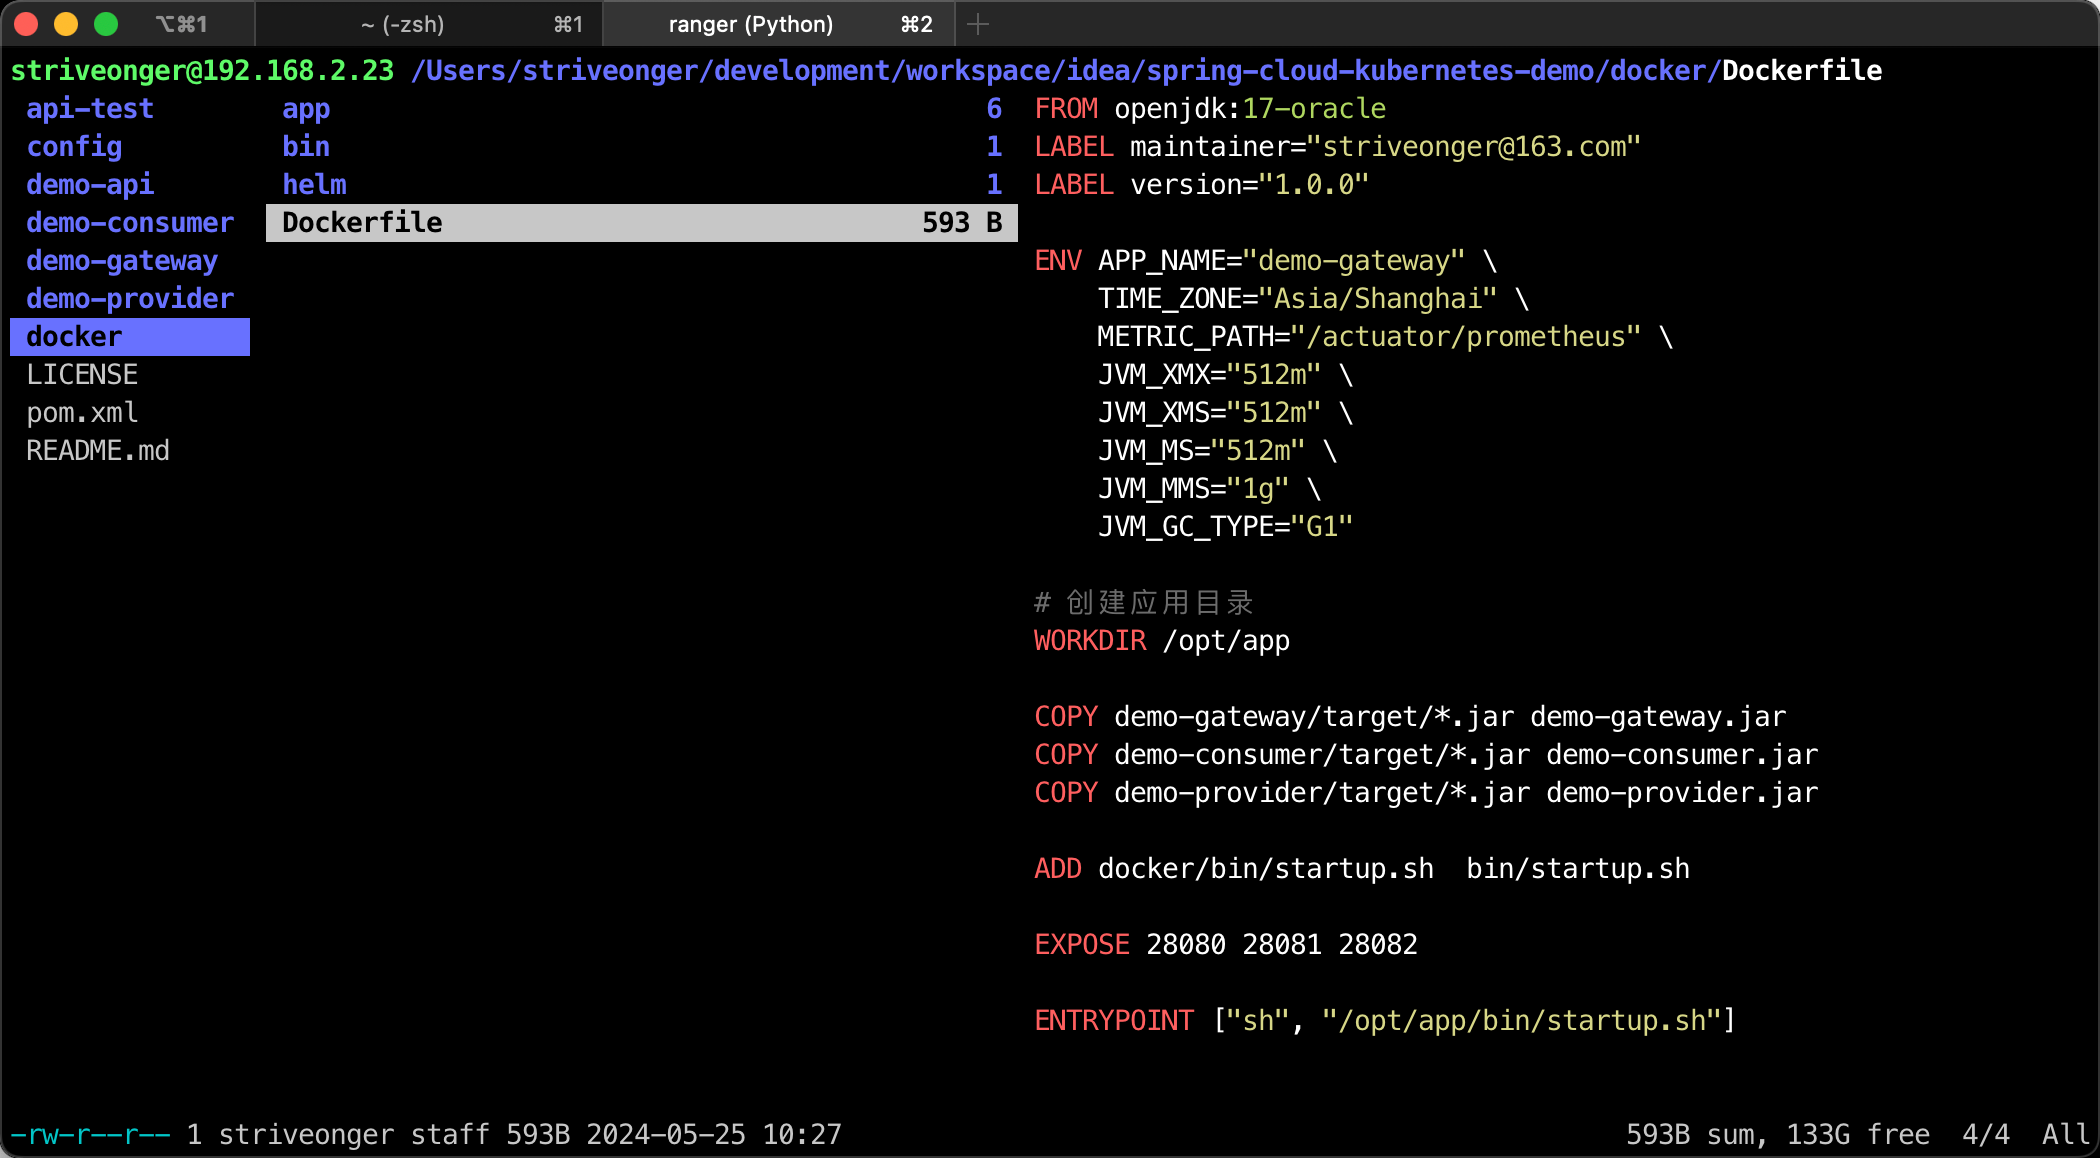 ⌥⌘1 ~ (-zsh) ⌘1 ranger (Python) ⌘2
striveonger@192.168.2.23 /Users/striveonger/development/workspace/idea/spring-cloud-kubernetes-demo/docker/Dockerfile
api-test
config
demo-api
demo-consumer
demo-gateway
demo-provider
docker
LICENSE
pom.xml
README.md
app 6
bin 1
helm 1
Dockerfile 593 B
FROM openjdk:17-oracle
LABEL maintainer="striveonger@163.com"
LABEL version="1.0.0"
ENV APP_NAME="demo-gateway" \
TIME_ZONE="Asia/Shanghai" \
METRIC_PATH="/actuator/prometheus" \
JVM_XMX="512m" \
JVM_XMS="512m" \
JVM_MS="512m" \
JVM_MMS="1g" \
JVM_GC_TYPE="G1"
# 创建应用目录
WORKDIR /opt/app
COPY demo-gateway/target/*.jar demo-gateway.jar
COPY demo-consumer/target/*.jar demo-consumer.jar
COPY demo-provider/target/*.jar demo-provider.jar
ADD docker/bin/startup.sh  bin/startup.sh
EXPOSE 28080 28081 28082
ENTRYPOINT ["sh", "/opt/app/bin/startup.sh"]
-rw-r--r-- 1 striveonger staff 593B 2024-05-25 10:27 593B sum, 133G free  4/4  All